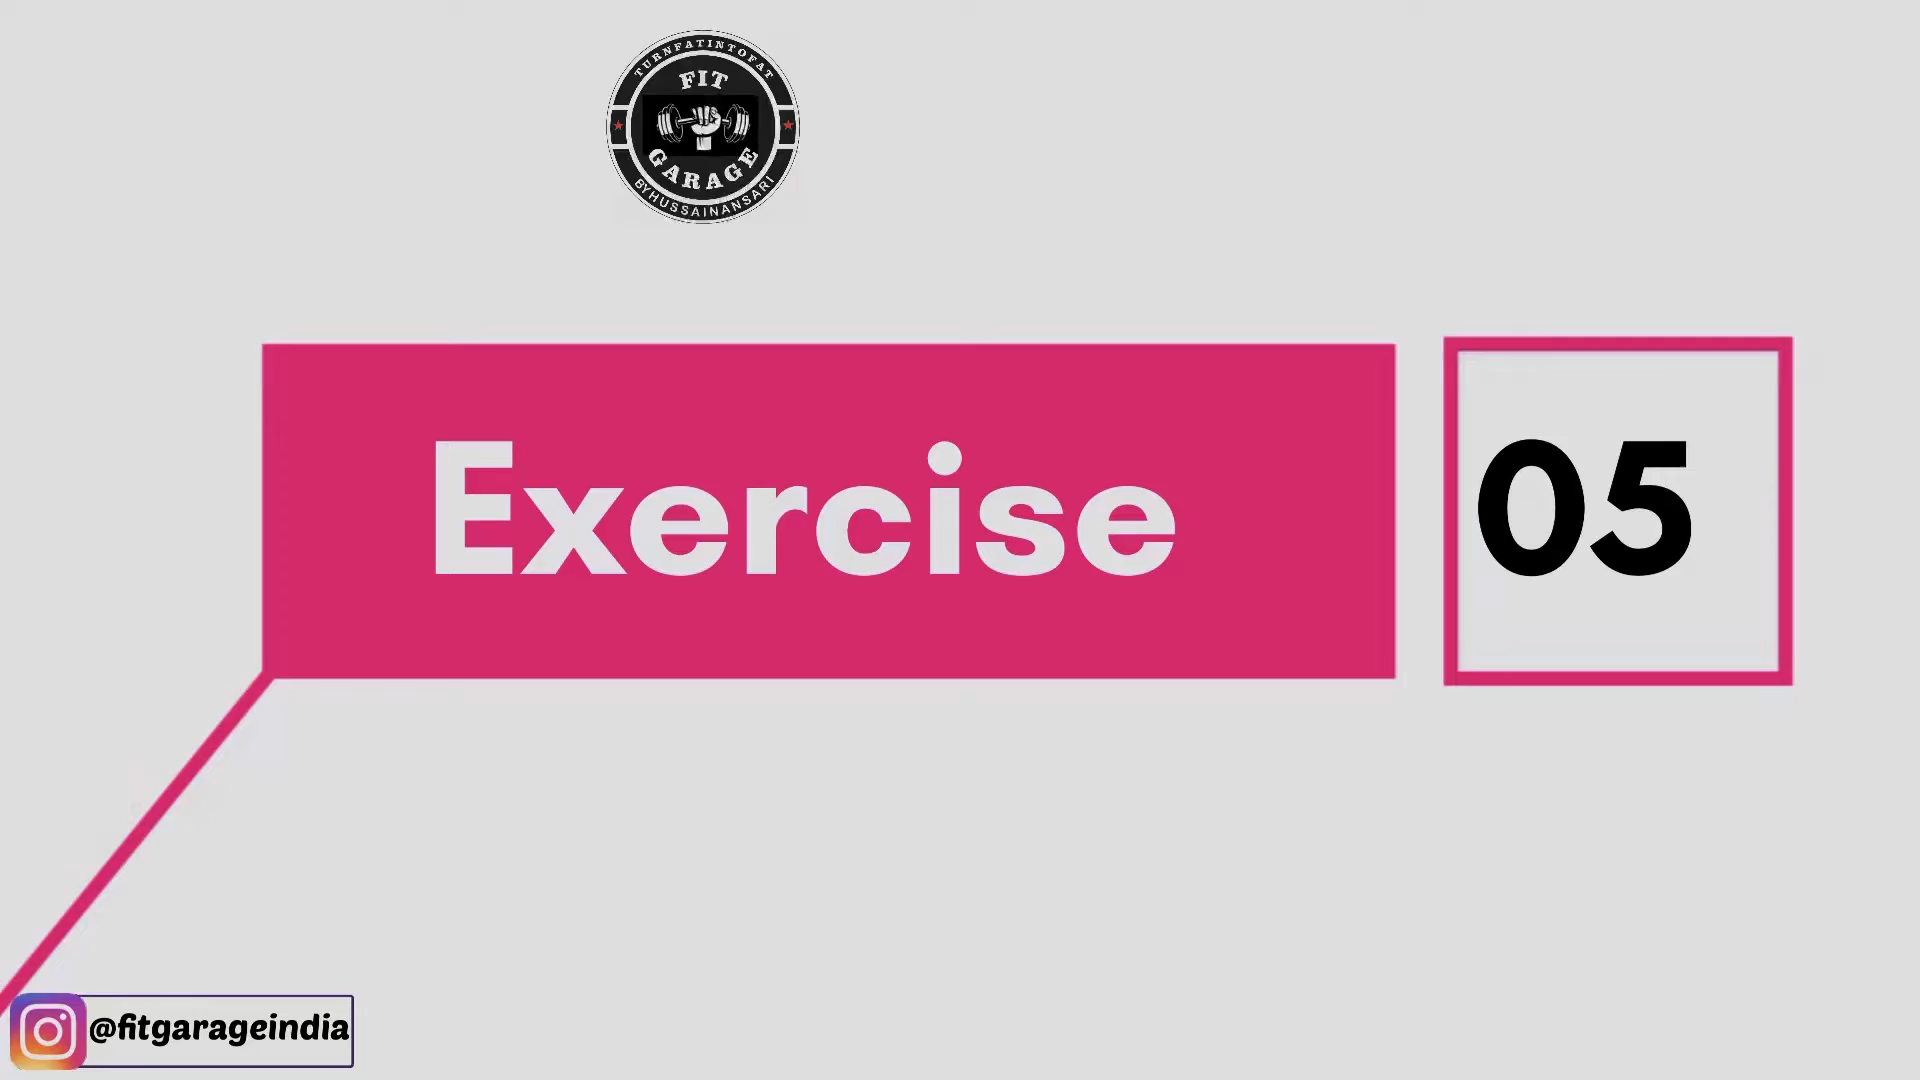 TURNFATINTOFAT
FIT
GARAGE
BYHUSSAINANSARI
Exercise
05
@fitgarageindia